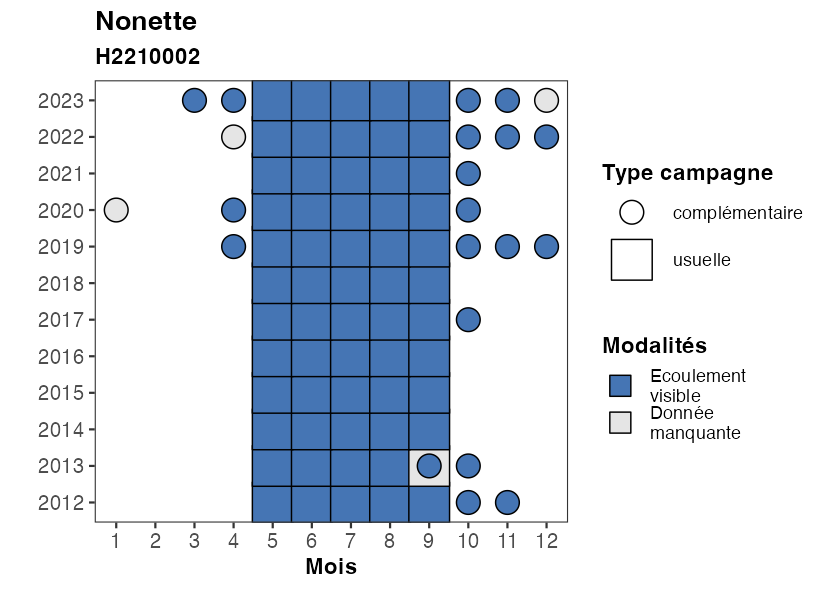 Nonette
H2210002
2023
2022
2021
2020
2019
2018
2017
2016
2015
2014
2013
2012
1 2 3 4 5 6 7 8 9 10 11 12
Mois
Type campagne
complémentaire
usuelle
Modalités
Ecoulement
visible
Donnée
manquante